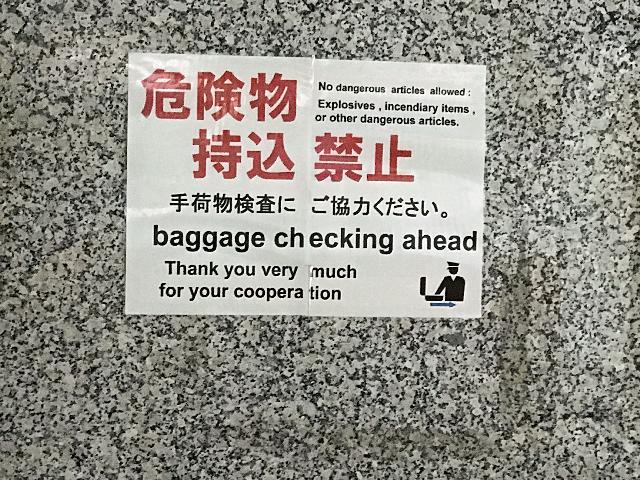 危険物
持込禁止
No dangerous articles allowed :
Explosives , incendiary items ,
or other dangerous articles.
手荷物検査に ご協力ください。
baggage checking ahead
Thank you very much
for your cooperation